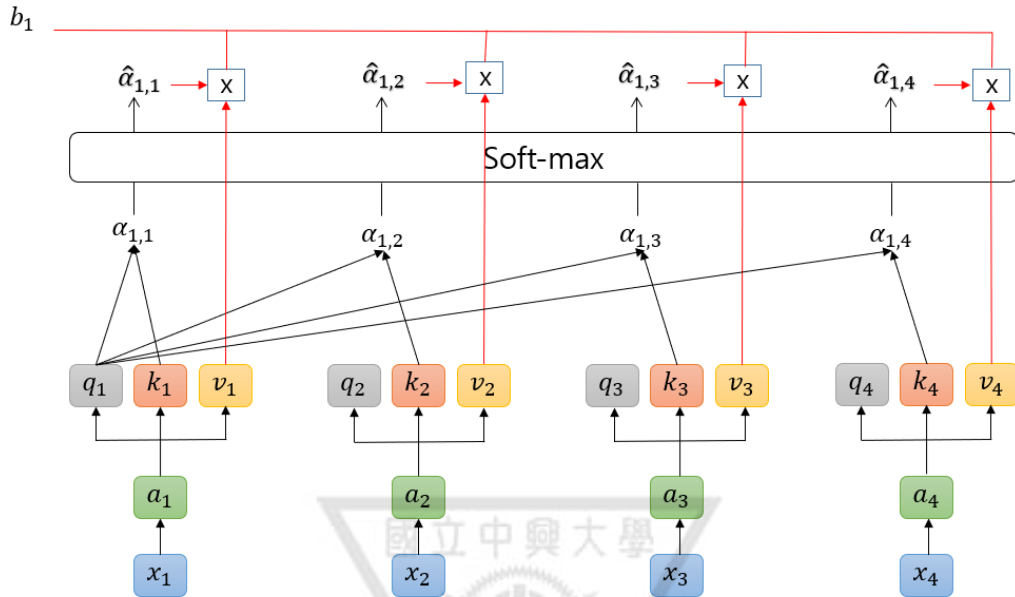 b₁
α̂₁,₁ X α̂₁,₂ X α̂₁,₃ X α̂₁,₄ X
Soft-max
α₁,₁ α₁,₂ α₁,₃ α₁,₄
q₁ k₁ v₁ q₂ k₂ v₂ q₃ k₃ v₃ q₄ k₄ v₄
a₁ a₂ a₃ a₄
國立中興大學
x₁ x₂ x₃ x₄